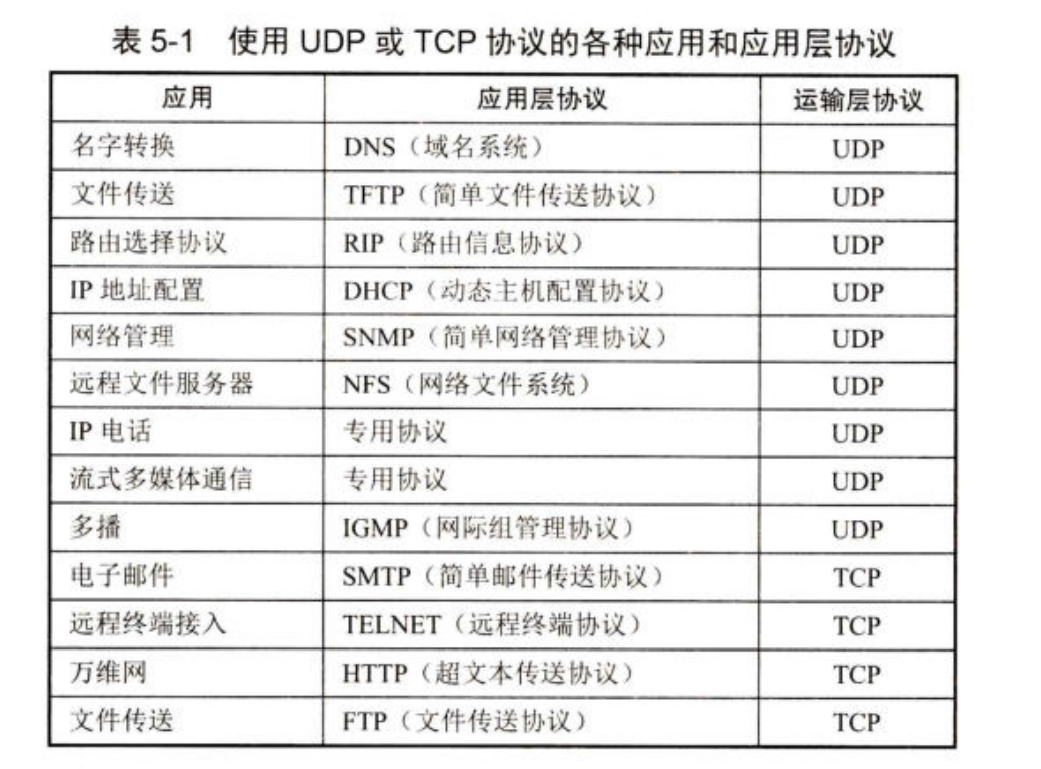 表 5-1 使用 UDP 或 TCP 协议的各种应用和应用层协议
应用 应用层协议 运输层协议
名字转换 DNS（域名系统） UDP
文件传送 TFTP（简单文件传送协议） UDP
路由选择协议 RIP（路由信息协议） UDP
IP 地址配置 DHCP（动态主机配置协议） UDP
网络管理 SNMP（简单网络管理协议） UDP
远程文件服务器 NFS（网络文件系统） UDP
IP 电话 专用协议 UDP
流式多媒体通信 专用协议 UDP
多播 IGMP（网际组管理协议） UDP
电子邮件 SMTP（简单邮件传送协议） TCP
远程终端接入 TELNET（远程终端协议） TCP
万维网 HTTP（超文本传送协议） TCP
文件传送 FTP（文件传送协议） TCP